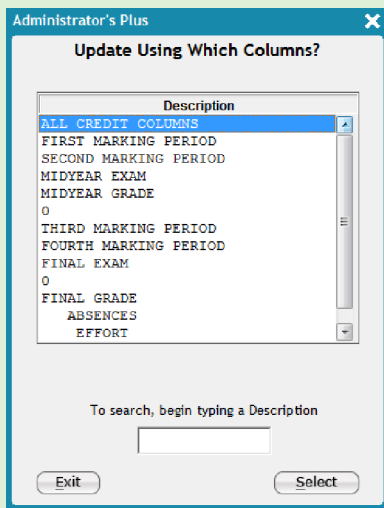 Administrator's Plus
Update Using Which Columns?
Description
ALL CREDIT COLUMNS
FIRST MARKING PERIOD
SECOND MARKING PERIOD
MIDYEAR EXAM
MIDYEAR GRADE
0
THIRD MARKING PERIOD
FOURTH MARKING PERIOD
FINAL EXAM
0
FINAL GRADE
ABSENCES
EFFORT
To search, begin typing a Description
Exit Select